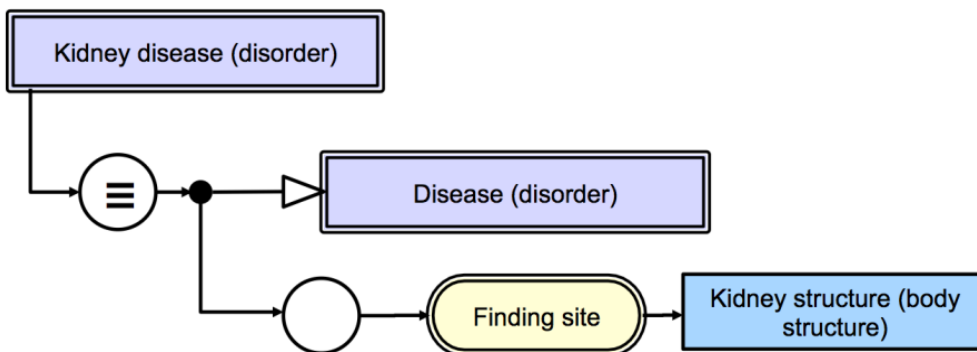 Kidney disease (disorder)
Disease (disorder)
Finding site
Kidney structure (body
structure)